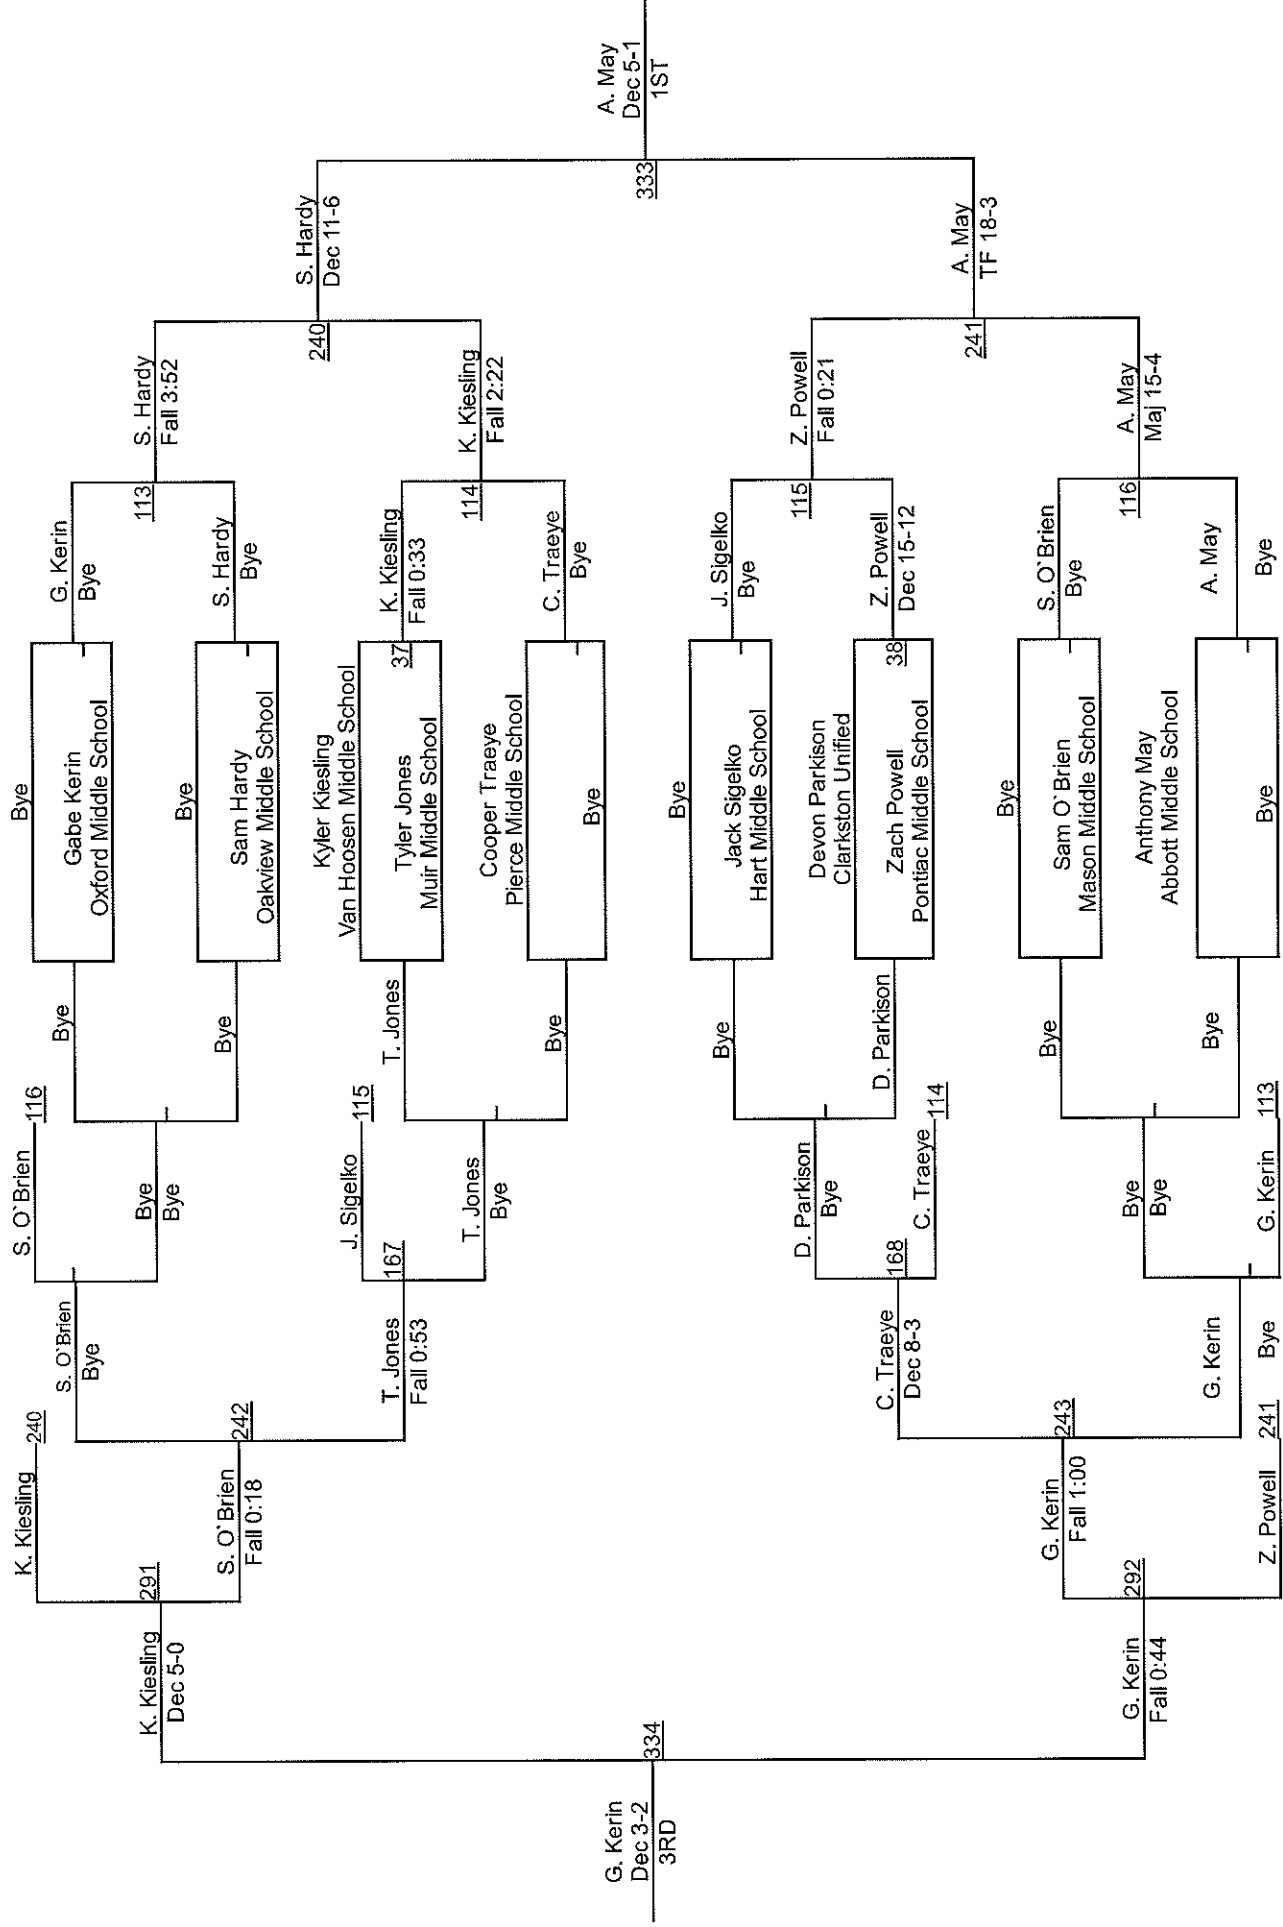 G. Kerin
Dec 3-2
3RD
334
K. Kiesling
Dec 5-0
G. Kerin
Fall 0:44
291
292
K. Kiesling
240
S. O`Brien
Fall 0:18
242
G. Kerin
Fall 1:00
243
Z. Powell
241
S. O`Brien
Bye
T. Jones
Fall 0:53
167
C. Traeye
Dec 8-3
168
G. Kerin
Bye
S. O`Brien
116
Bye
Bye
J. Sigelko
115
T. Jones
Bye
D. Parkison
Bye
C. Traeye
114
Bye
Bye
G. Kerin
113
Bye
Bye
T. Jones
Bye
Bye
D. Parkison
Bye
Bye
Bye
Gabe Kerin
Oxford Middle School
Bye
Sam Hardy
Oakview Middle School
Kyler Kiesling
Van Hoosen Middle School
Tyler Jones
Muir Middle School
37
Cooper Traeye
Pierce Middle School
Bye
Bye
Jack Sigelko
Hart Middle School
Devon Parkison
Clarkston Unified
Zach Powell
Pontiac Middle School
38
Bye
Sam O`Brien
Mason Middle School
Anthony May
Abbott Middle School
Bye
G. Kerin
Bye
S. Hardy
Bye
K. Kiesling
Fall 0:33
C. Traeye
Bye
J. Sigelko
Bye
Z. Powell
Dec 15-12
S. O`Brien
Bye
A. May
Bye
113
114
115
116
S. Hardy
Fall 3:52
K. Kiesling
Fall 2:22
Z. Powell
Fall 0:21
A. May
Maj 15-4
240
241
S. Hardy
Dec 11-6
A. May
TF 18-3
333
A. May
Dec 5-1
1ST